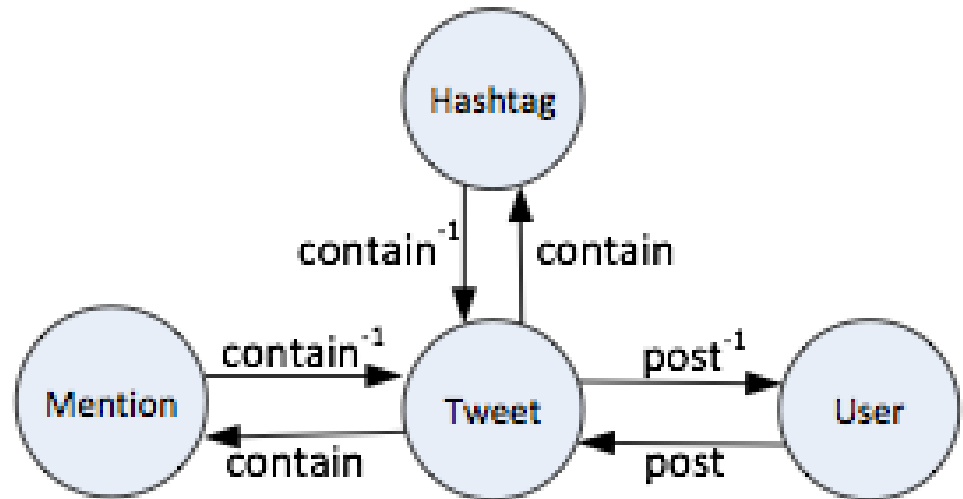 Hashtag
contain⁻¹
contain
contain⁻¹
post⁻¹
Mention
Tweet
User
contain
post